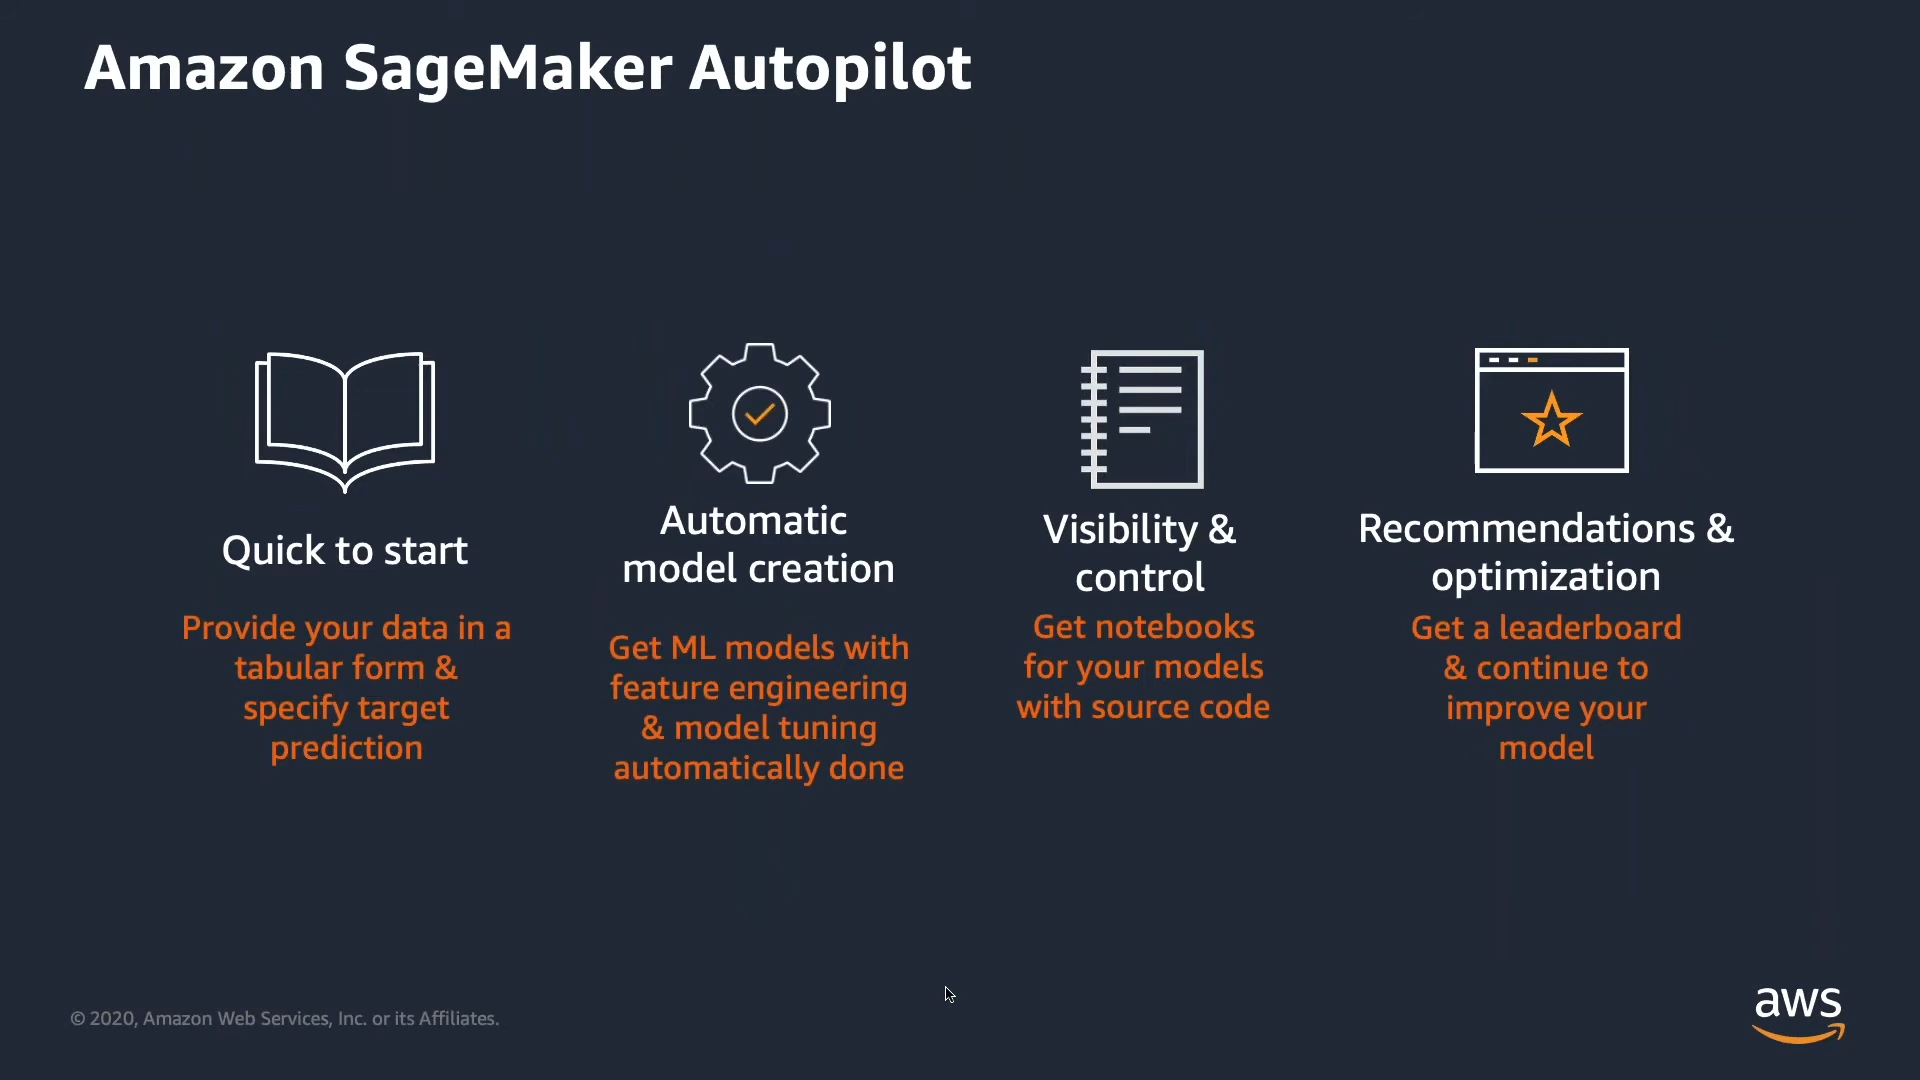 Amazon SageMaker Autopilot
Quick to start
Provide your data in a
tabular form &
specify target
prediction
Automatic
model creation
Get ML models with
feature engineering
& model tuning
automatically done
Visibility &
control
Get notebooks
for your models
with source code
Recommendations &
optimization
Get a leaderboard
& continue to
improve your
model
© 2020, Amazon Web Services, Inc. or its Affiliates.
aws